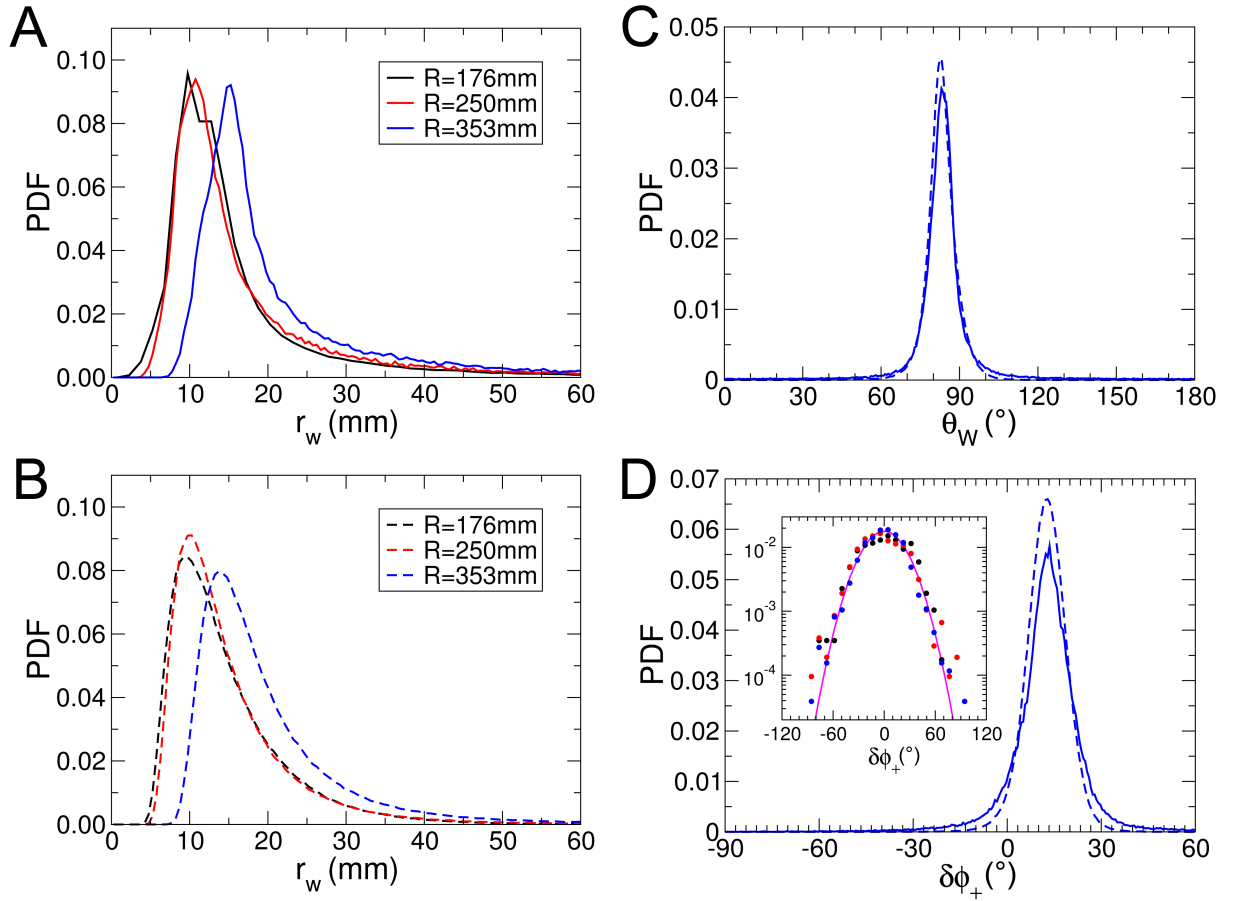 A
PDF
0.10
0.08
0.06
0.04
0.02
0.00
0 10 20 30 40 50 60
r_w (mm)
R=176mm
R=250mm
R=353mm
C
PDF
0.05
0.04
0.03
0.02
0.01
0
0 30 60 90 120 150 180
θ_W (°)
B
PDF
0.10
0.08
0.06
0.04
0.02
0.00
0 10 20 30 40 50 60
r_w (mm)
R=176mm
R=250mm
R=353mm
D
PDF
0.07
0.06
0.05
0.04
0.03
0.02
0.01
0
-90 -60 -30 0 30 60
δϕ_+(°)
10^-2
10^-3
10^-4
-120 -60 0 60 120
δϕ_+(°)